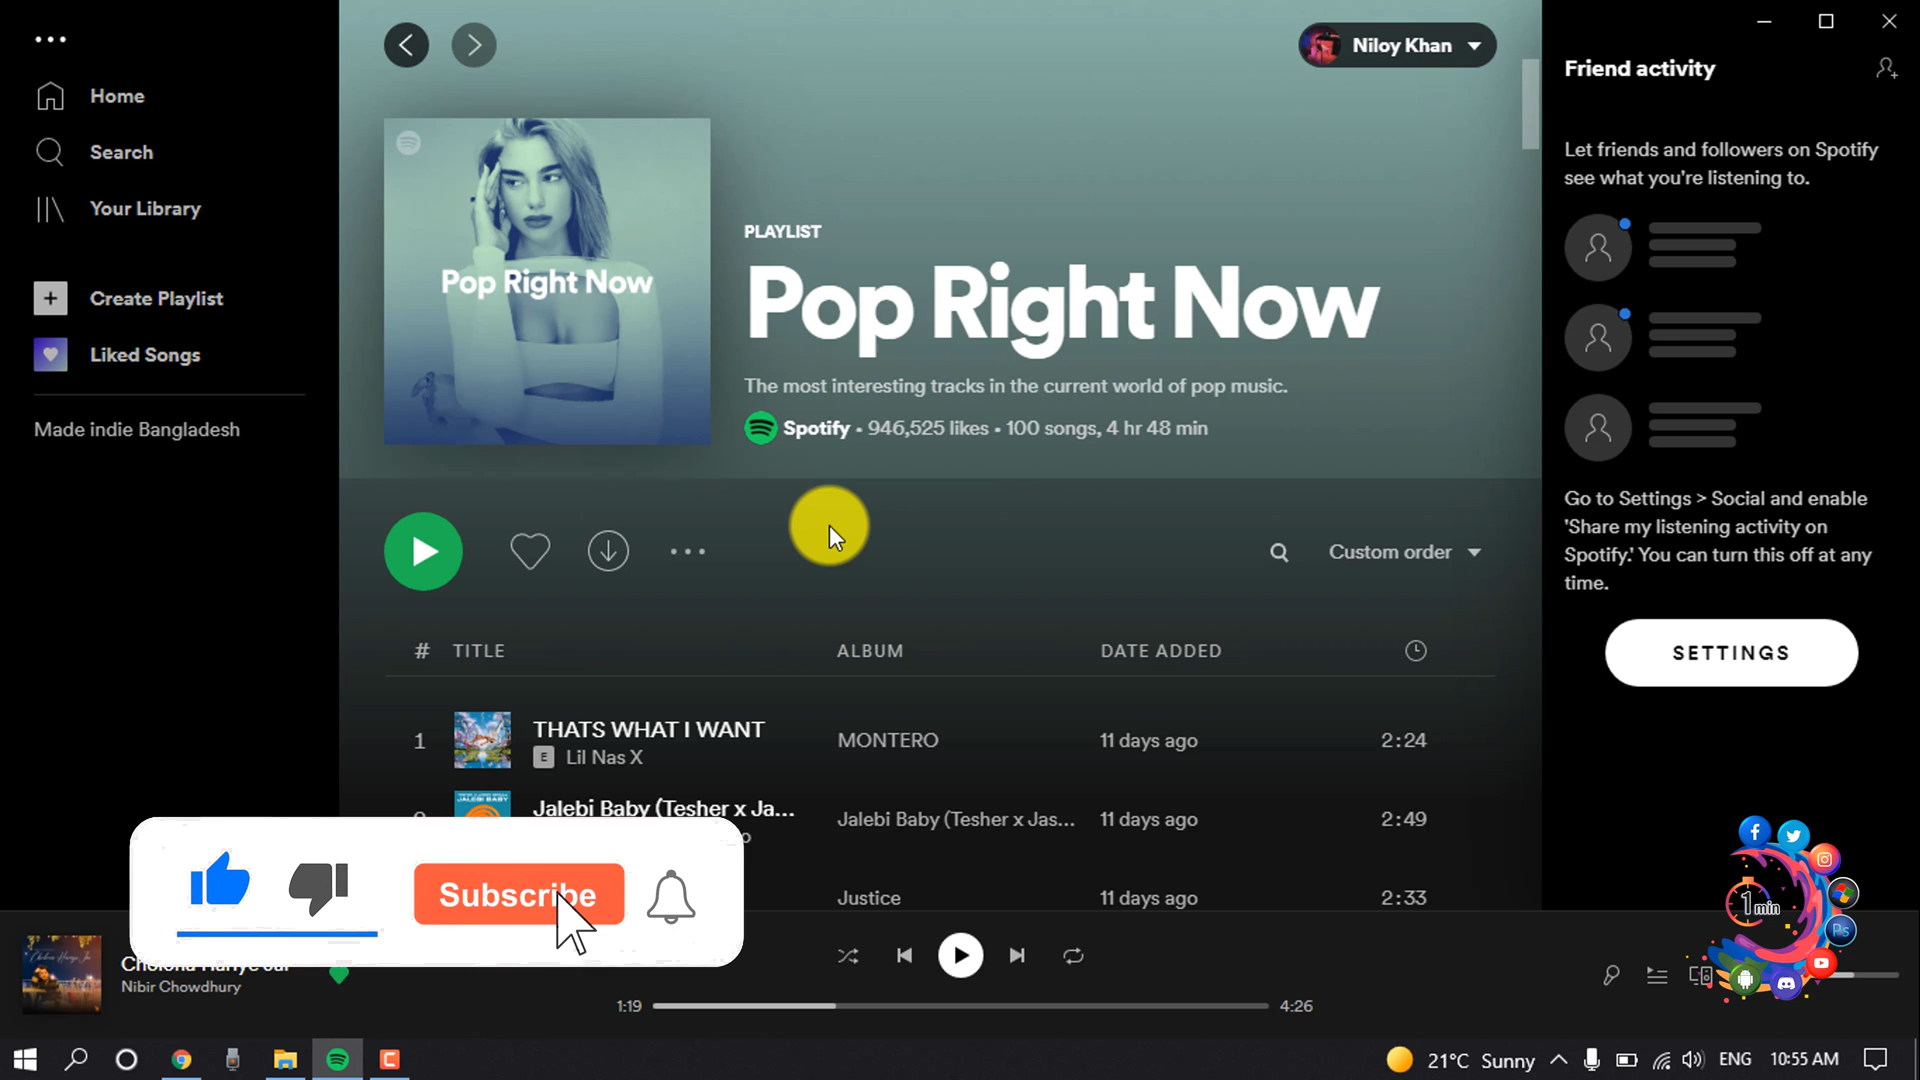 Home
Search
Your Library
Create Playlist
Liked Songs
Made indie Bangladesh
Niloy Khan
Pop Right Now
PLAYLIST
Pop Right Now
The most interesting tracks in the current world of pop music.
Spotify • 946,525 likes • 100 songs, 4 hr 48 min
Custom order
# TITLE ALBUM DATE ADDED
1 THATS WHAT I WANT MONTERO 11 days ago 2:24
E Lil Nas X
JALEBI BABY
Jalebi Baby (Tesher x Ja... Jalebi Baby (Tesher x Jas... 11 days ago 2:49
Justice 11 days ago 2:33
Friend activity
Let friends and followers on Spotify
see what you're listening to.
Go to Settings > Social and enable
'Share my listening activity on
Spotify.' You can turn this off at any
time.
SETTINGS
Subscribe
1 min
Ps
Nibir Chowdhury
1:19 4:26
21°C Sunny ENG 10:55 AM